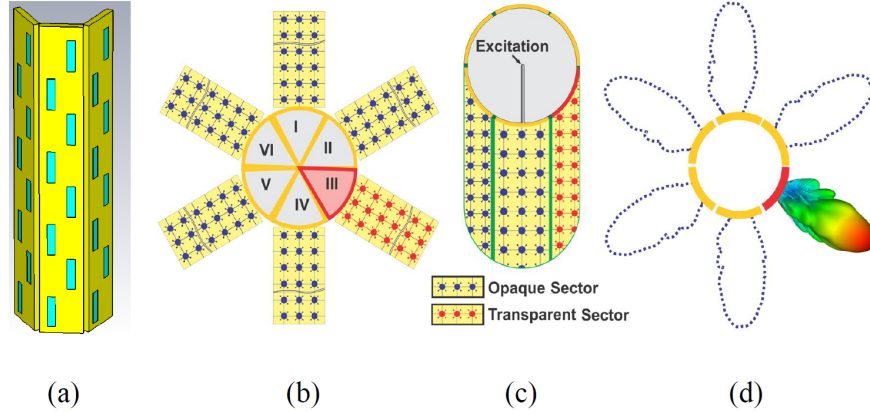 Excitation
I
II
III
IV
V
VI
Opaque Sector
Transparent Sector
(a)
(b)
(c)
(d)